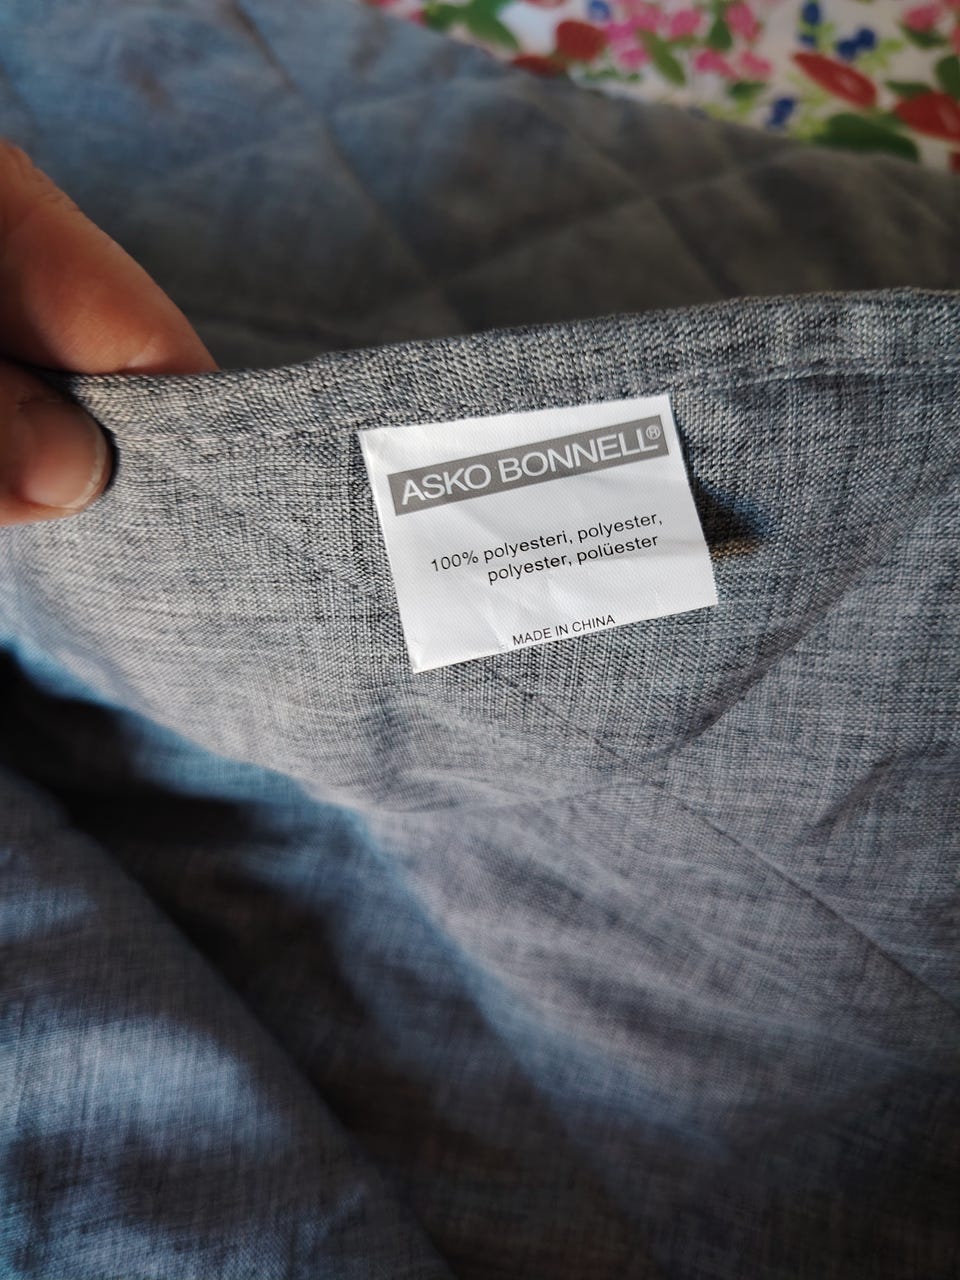 ASKO BONNELL®
100% polyesteri, polyester,
polyester, polüester
MADE IN CHINA